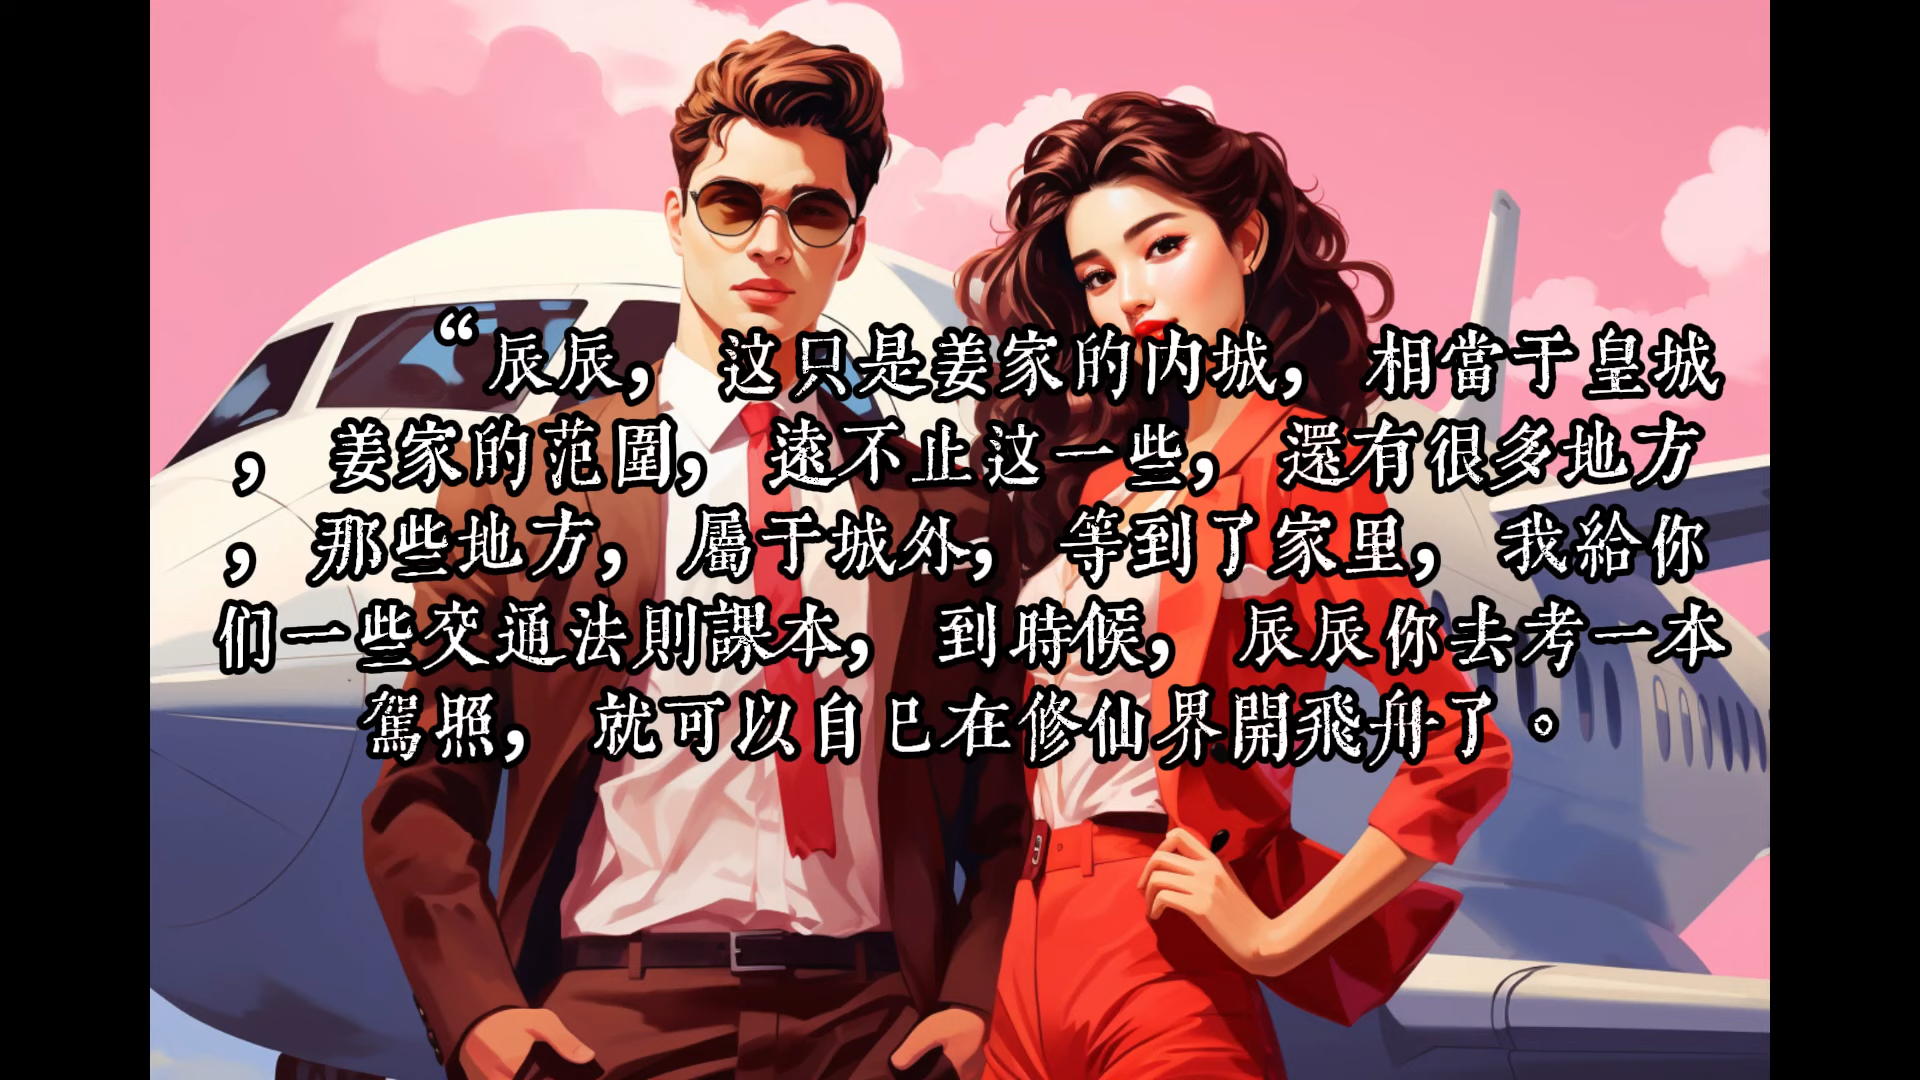 “辰辰， 这只是姜家的内城， 相當于皇城
， 姜家的范圍， 遠不止这一些， 還有很多地方
， 那些地方， 屬于城外， 等到了家里， 我給你
们一些交通法則課本， 到時候， 辰辰你去考一本
駕照， 就可以自己在修仙界開飛舟了。